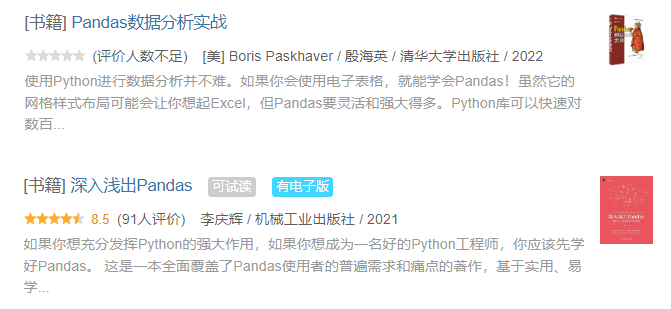 [书籍] Pandas数据分析实战
(评价人数不足) [美] Boris Paskhaver / 殷海英 / 清华大学出版社 / 2022
使用Python进行数据分析并不难。如果你会使用电子表格，就能学会Pandas！虽然它的
网格样式布局可能会让你想起Excel，但Pandas要灵活和强大得多。Python库可以快速对
数百...
[书籍] 深入浅出Pandas 可试读 有电子版
8.5 (91人评价) 李庆辉 / 机械工业出版社 / 2021
如果你想充分发挥Python的强大作用，如果你想成为一名好的Python工程师，你应该先学
好Pandas。 这是一本全面覆盖了Pandas使用者的普遍需求和痛点的著作，基于实用、易
学...
深入浅出Pandas